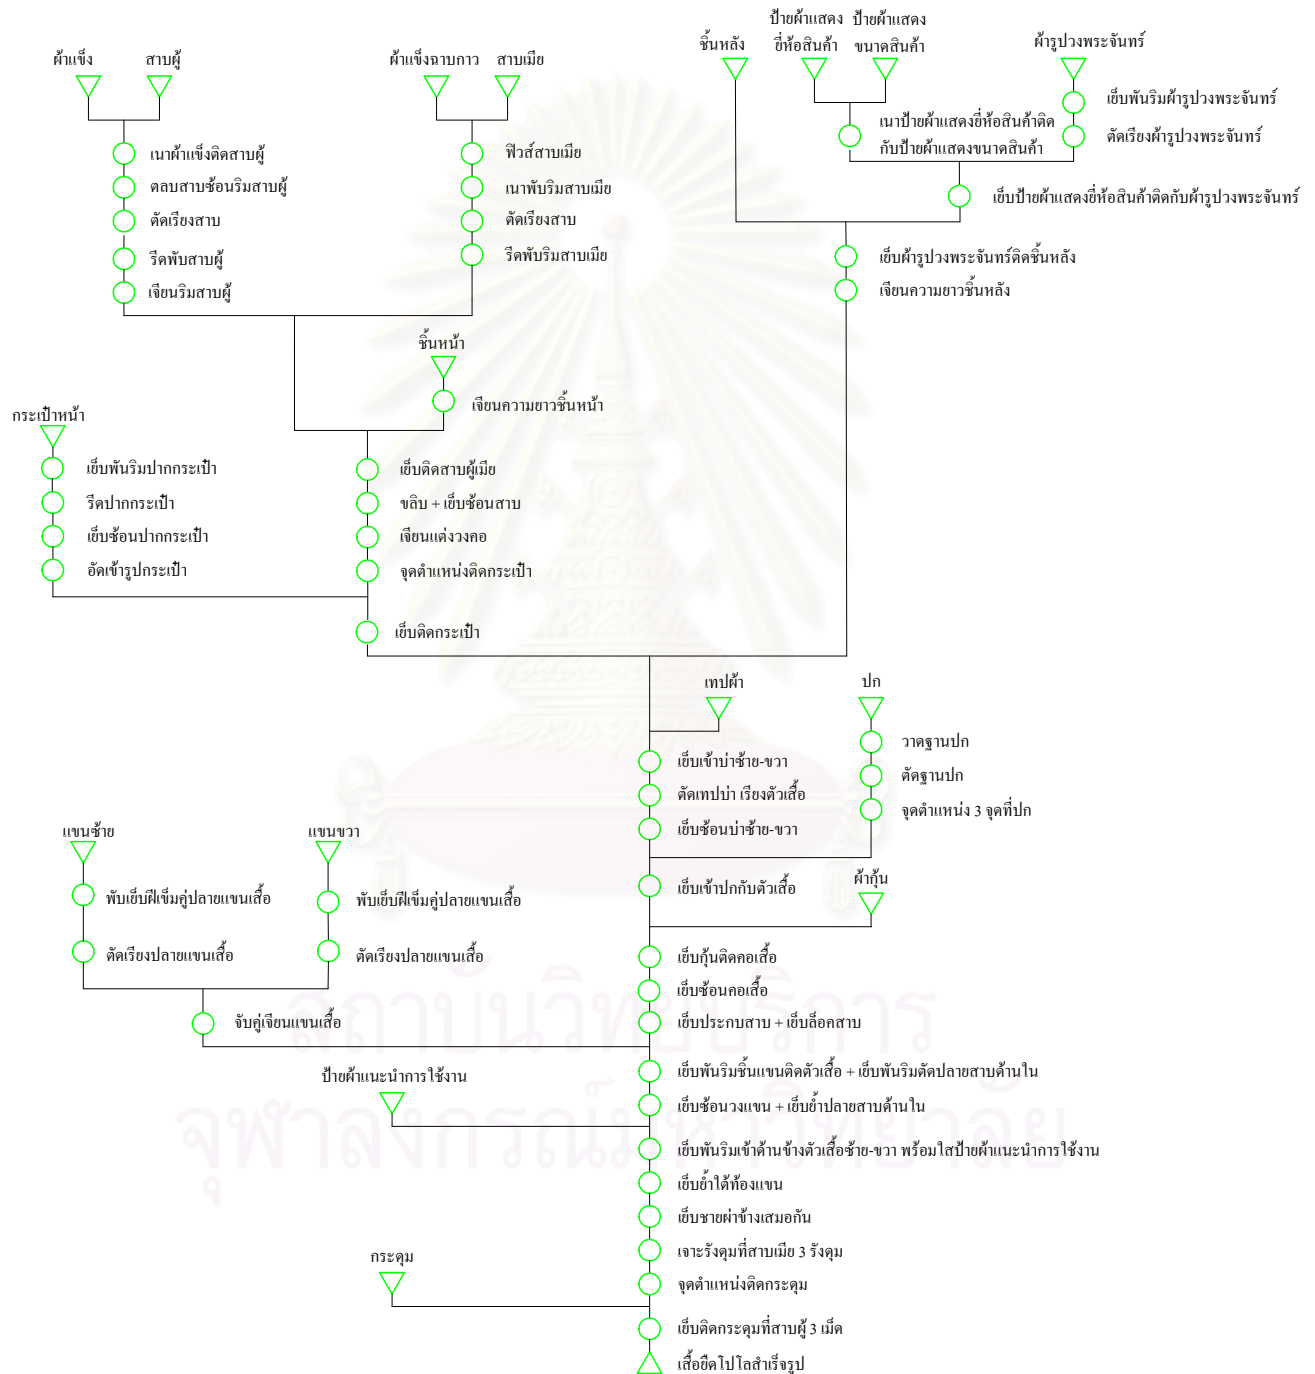 ป้ายผ้าแสดง
ยี่ห้อสินค้า
ป้ายผ้าแสดง
ขนาดสินค้า
ชิ้นหลัง
ผ้ารูปวงพระจันทร์
ผ้าแข็ง
สาบผู้
ผ้าแข็งฉาบกาว
สาบเมีย
เย็บพันริมผ้ารูปวงพระจันทร์
เนาป้ายผ้าแสดงยี่ห้อสินค้าติด
กับป้ายผ้าแสดงขนาดสินค้า
ตัดเรียงผ้ารูปวงพระจันทร์
เนาผ้าแข็งติดสาบผู้
ฟิวส์สาบเมีย
ตลบสาบซ้อนริมสาบผู้
เนาพับริมสาบเมีย
เย็บป้ายผ้าแสดงยี่ห้อสินค้าติดกับผ้ารูปวงพระจันทร์
ตัดเรียงสาบ
ตัดเรียงสาบ
รีดพับสาบผู้
รีดพับริมสาบเมีย
เย็บผ้ารูปวงพระจันทร์ติดชิ้นหลัง
เจียนริมสาบผู้
เจียนความยาวชิ้นหลัง
ชิ้นหน้า
เจียนความยาวชิ้นหน้า
กระเป๋าหน้า
เย็บพันริมปากกระเป๋า
เย็บติดสาบผู้เมีย
รีดปากกระเป๋า
ขลิบ + เย็บซ้อนสาบ
เย็บซ้อนปากกระเป๋า
เจียนแต่งวงคอ
อัดเข้ารูปกระเป๋า
จุดตำแหน่งติดกระเป๋า
เย็บติดกระเป๋า
เทปผ้า
ปก
วาดฐานปก
เย็บเข้าบ่าซ้าย-ขวา
ตัดฐานปก
ตัดเทปบ่า เรียงตัวเสื้อ
จุดตำแหน่ง 3 จุดที่ปก
เย็บซ้อนบ่าซ้าย-ขวา
แขนซ้าย
แขนขวา
เย็บเข้าปกกับตัวเสื้อ
ผ้ากุ้น
พับเย็บฝีเข็มคู่ปลายแขนเสื้อ
พับเย็บฝีเข็มคู่ปลายแขนเสื้อ
ตัดเรียงปลายแขนเสื้อ
ตัดเรียงปลายแขนเสื้อ
เย็บกุ้นติดคอเสื้อ
เย็บซ้อนคอเสื้อ
จับคู่เจียนแขนเสื้อ
เย็บประกบสาบ + เย็บล็อคสาบ
สถาบันวิทยบริการ
เย็บพันริมชิ้นแขนติดตัวเสื้อ + เย็บพันริมตัดปลายสาบด้านใน
ป้ายผ้าแนะนำการใช้งาน
เย็บซ้อนวงแขน + เย็บย้ำปลายสาบด้านใน
จุฬาลงกรณ์มหาวิทยาลัย
เย็บพันริมเข้าด้านข้างตัวเสื้อซ้าย-ขวา พร้อมใสป้ายผ้าแนะนำการใช้งาน
เย็บย้ำใต้ท้องแขน
เย็บชายผ่าข้างเสมอกัน
เจาะรังดุมที่สาบเมีย 3 รังดุม
กระดุม
จุดตำแหน่งติดกระดุม
เย็บติดกระดุมที่สาบผู้ 3 เม็ด
เสื้อยืดโปโลสำเร็จรูป